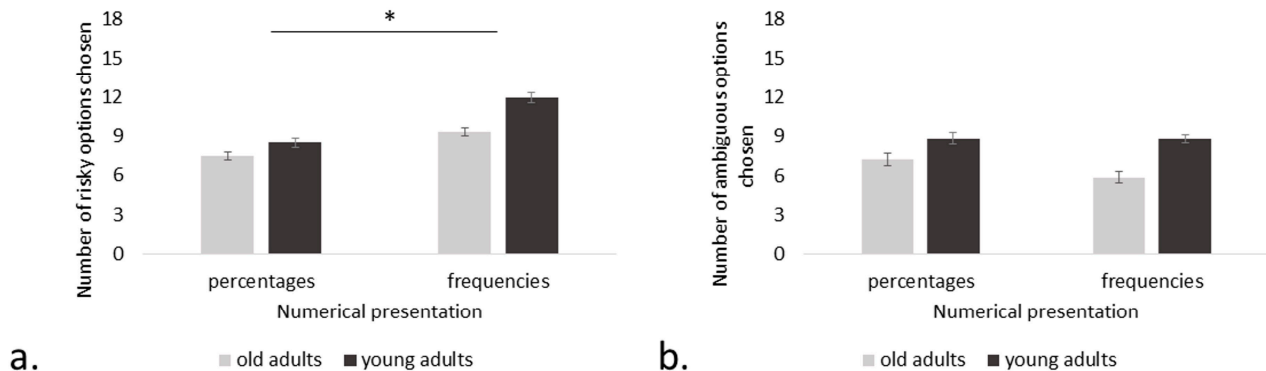 Number of risky options chosen
18
15
12
9
6
3
0
*
percentages frequencies
Numerical presentation
old adults young adults
a.
Number of ambiguous options
chosen
18
15
12
9
6
3
0
percentages frequencies
Numerical presentation
old adults young adults
b.